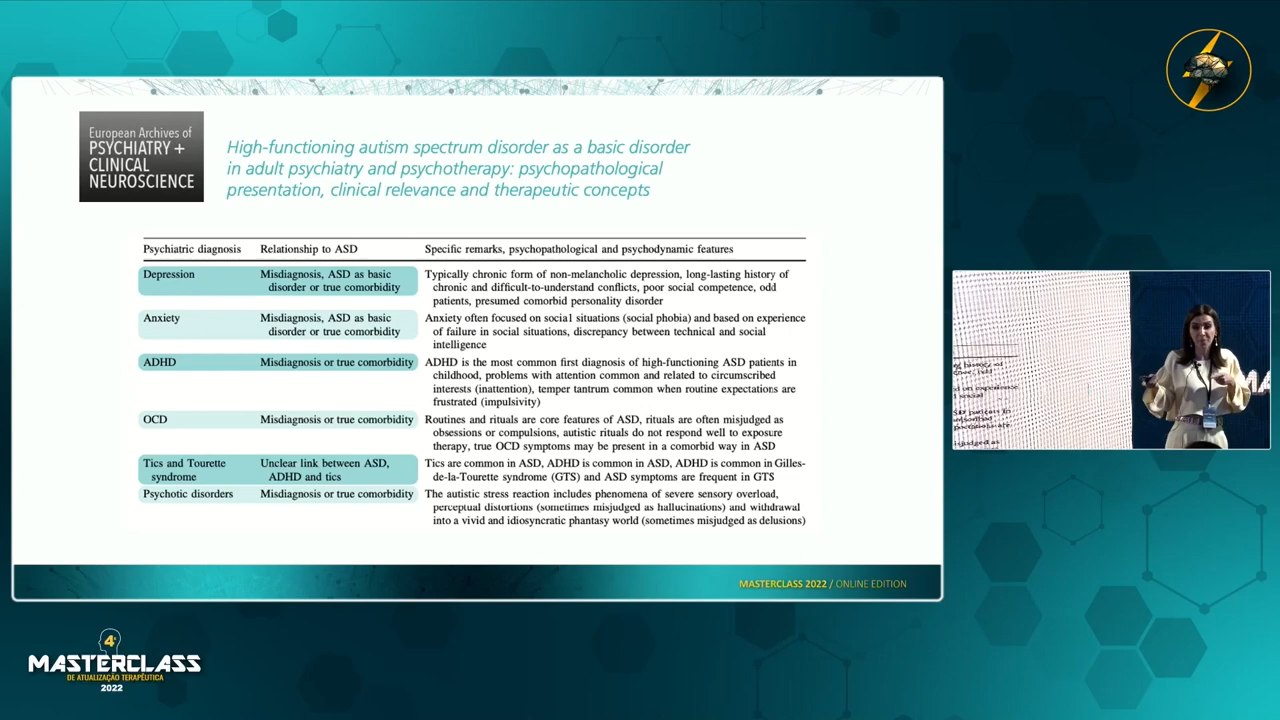 European Archives of
PSYCHIATRY +
CLINICAL
NEUROSCIENCE
High-functioning autism spectrum disorder as a basic disorder
in adult psychiatry and psychotherapy: psychopathological
presentation, clinical relevance and therapeutic concepts
Psychiatric diagnosis Relationship to ASD Specific remarks, psychopathological and psychodynamic features
Depression Misdiagnosis, ASD as basic Typically chronic form of non-melancholic depression, long-lasting history of
disorder or true comorbidity chronic and difficult-to-understand conflicts, poor social competence, odd
patients, presumed comorbid personality disorder
Anxiety Misdiagnosis, ASD as basic Anxiety often focused on social situations (social phobia) and based on experience
disorder or true comorbidity of failure in social situations, discrepancy between technical and social
intelligence
ADHD Misdiagnosis or true comorbidity ADHD is the most common first diagnosis of high-functioning ASD patients in
childhood, problems with attention common and related to circumscribed
interests (inattention), temper tantrum common when routine expectations are
frustrated (impulsivity)
OCD Misdiagnosis or true comorbidity Routines and rituals are core features of ASD, rituals are often misjudged as
obsessions or compulsions, autistic rituals do not respond well to exposure
therapy, true OCD symptoms may be present in a comorbid way in ASD
Tics and Tourette Unclear link between ASD, Tics are common in ASD, ADHD is common in ASD, ADHD is common in Gilles-
syndrome ADHD and tics de-la-Tourette syndrome (GTS) and ASD symptoms are frequent in GTS
Psychotic disorders Misdiagnosis or true comorbidity The autistic stress reaction includes phenomena of severe sensory overload,
perceptual distortions (sometimes misjudged as hallucinations) and withdrawal
into a vivid and idiosyncratic phantasy world (sometimes misjudged as delusions)
MASTERCLASS 2022 / ONLINE EDITION
on experience
social
4ª
MASTERCLASS
DE ATUALIZAÇÃO TERAPÊUTICA
2022